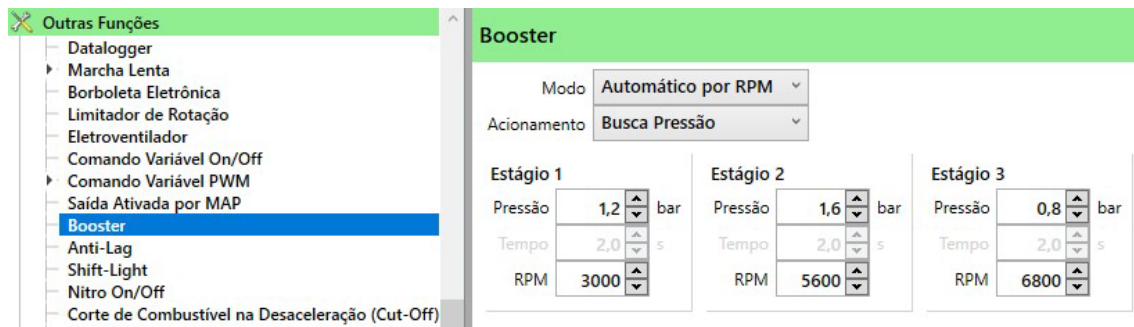 Outras Funções
Datalogger
Marcha Lenta
Borboleta Eletrônica
Limitador de Rotação
Eletroventilador
Comando Variável On/Off
Comando Variável PWM
Saída Ativada por MAP
Booster
Anti-Lag
Shift-Light
Nitro On/Off
Corte de Combustível na Desaceleração (Cut-Off)
Booster
Modo Automático por RPM
Acionamento Busca Pressão
Estágio 1
Pressão 1,2 bar
Tempo 2,0 s
RPM 3000
Estágio 2
Pressão 1,6 bar
Tempo 2,0 s
RPM 5600
Estágio 3
Pressão 0,8 bar
Tempo 2,0 s
RPM 6800